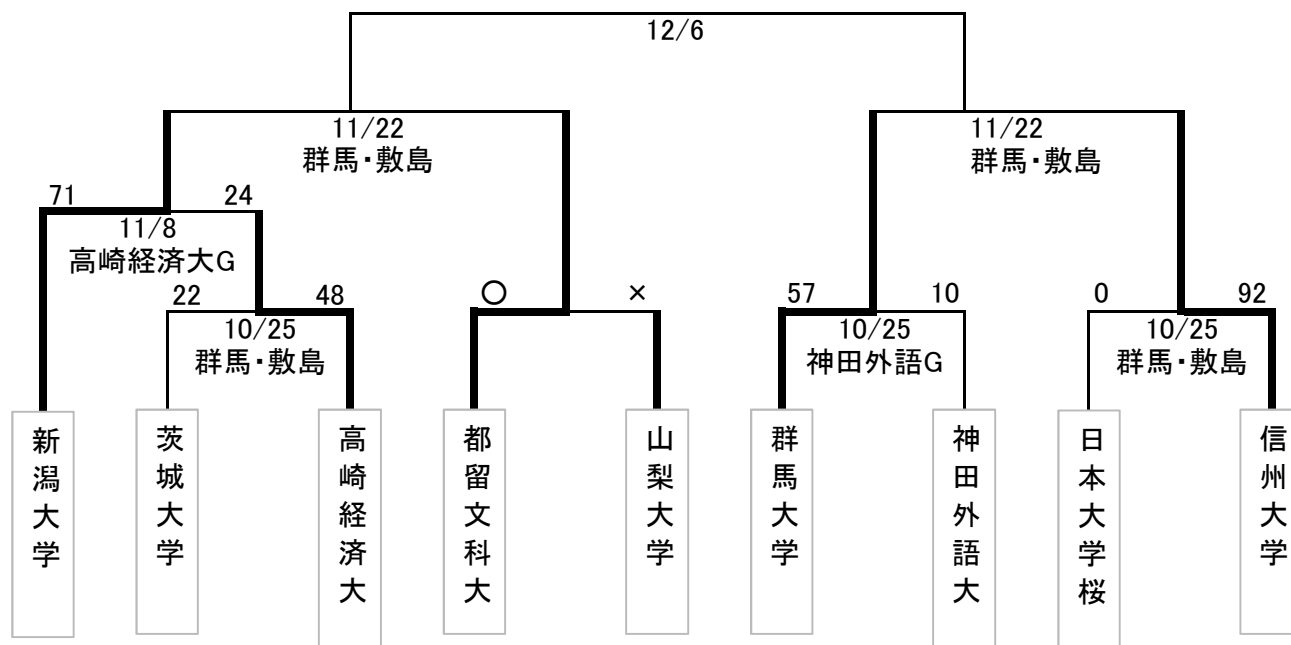 12/6
11/22
群馬・敷島
11/22
群馬・敷島
71
24
11/8
高崎経済大G
22
48
10/25
群馬・敷島
○
×
57
10
10/25
神田外語G
0
92
10/25
群馬・敷島
新潟大学
茨城大学
高崎経済大
都留文科大
山梨大学
群馬大学
神田外語大
日本大学桜
信州大学